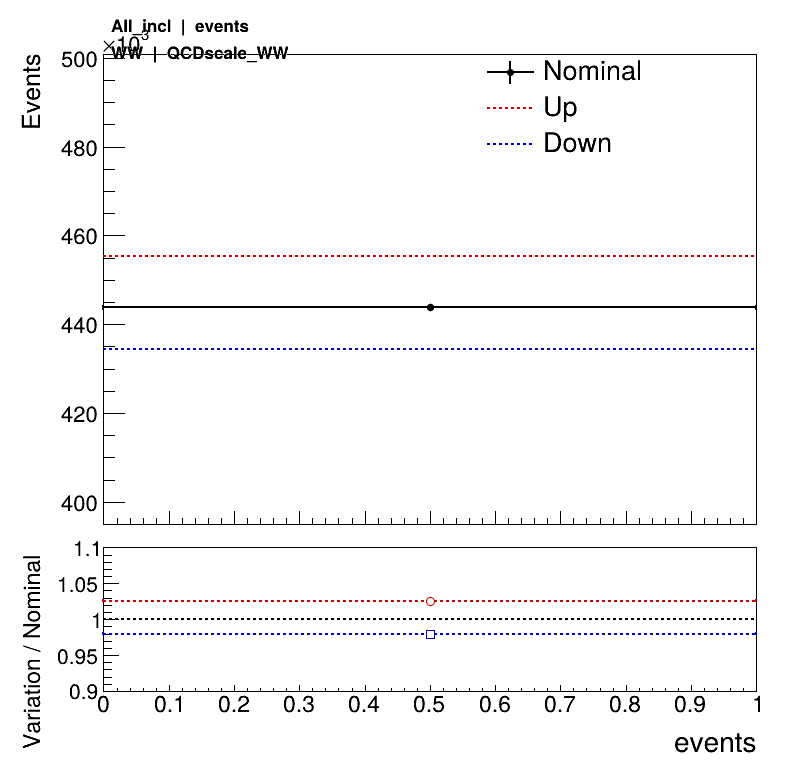 All_incl | events
×10³
WW | QCDscale_WW
Events
500
480
460
440
420
400
Nominal
Up
Down
Variation / Nominal
1.1
1.05
1
0.95
0.9
0 0.1 0.2 0.3 0.4 0.5 0.6 0.7 0.8 0.9 1
events